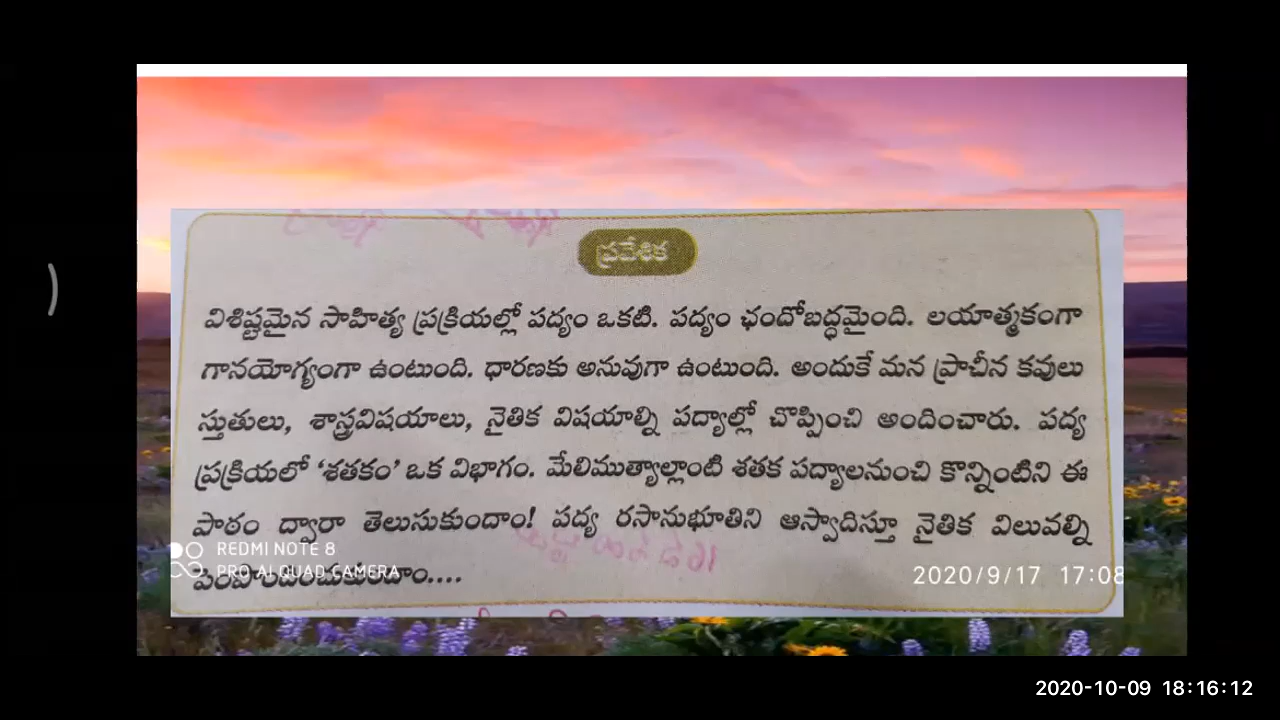 ప్రవేశిక
విశిష్టమైన సాహిత్య ప్రక్రియల్లో పద్యం ఒకటి. పద్యం ఛందోబద్ధమైంది. లయాత్మకంగా
గానయోగ్యంగా ఉంటుంది. ధారణకు అనువుగా ఉంటుంది. అందుకే మన ప్రాచీన కవులు
స్తుతులు, శాస్త్రవిషయాలు, నైతిక విషయాల్ని పద్యాల్లో చొప్పించి అందించారు. పద్య
ప్రక్రియలో ‘శతకం’ ఒక విభాగం. మేలిముత్యాల్లాంటి శతక పద్యాలనుంచి కొన్నింటిని ఈ
పాఠం ద్వారా తెలుసుకుందాం! పద్య రసానుభూతిని ఆస్వాదిస్తూ నైతిక విలువల్ని
REDMI NOTE 8
PRO AI QUAD CAMERA
2020/9/17 17:08
2020-10-09 18:16:12